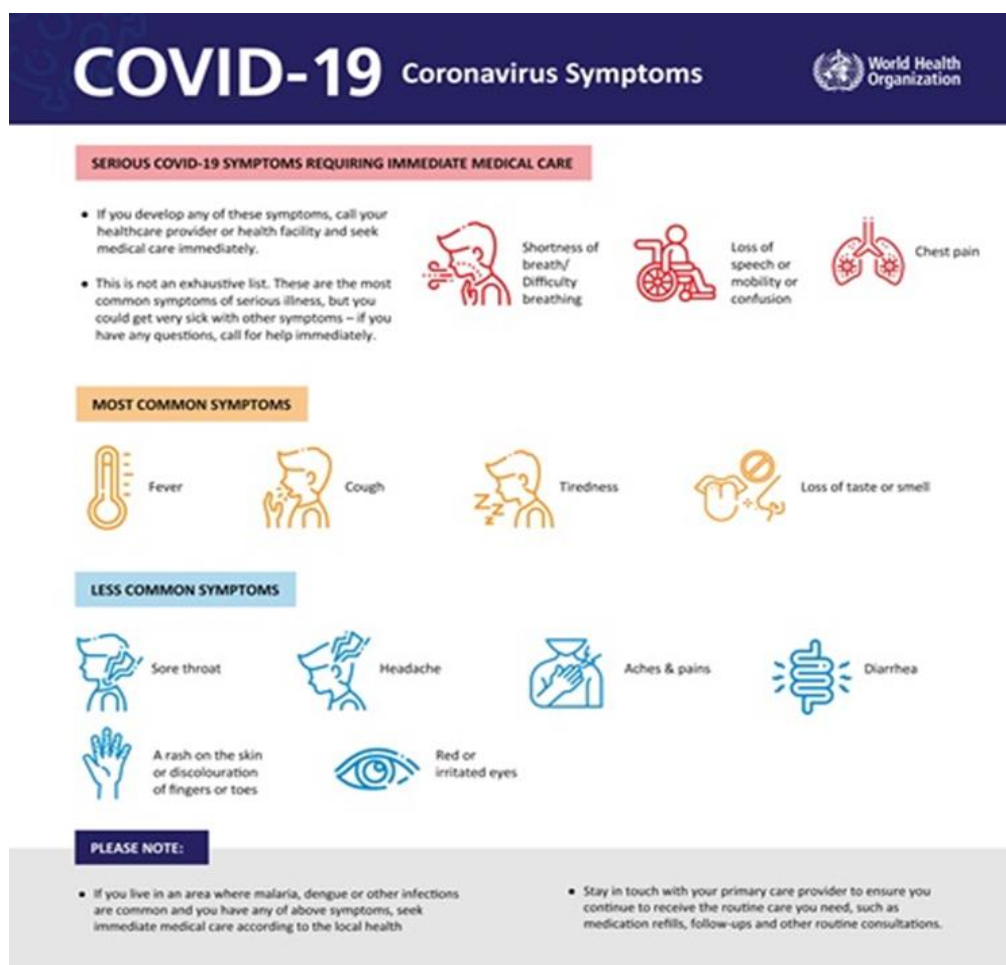 COVID-19 Coronavirus Symptoms
World Health
Organization
SERIOUS COVID-19 SYMPTOMS REQUIRING IMMEDIATE MEDICAL CARE
• If you develop any of these symptoms, call your
healthcare provider or health facility and seek
medical care immediately.
• This is not an exhaustive list. These are the most
common symptoms of serious illness, but you
could get very sick with other symptoms – if you
have any questions, call for help immediately.
Shortness of
breath/
Difficulty
breathing
Loss of
speech or
mobility or
confusion
Chest pain
MOST COMMON SYMPTOMS
Fever
Cough
Tiredness
Loss of taste or smell
LESS COMMON SYMPTOMS
Sore throat
Headache
Aches & pains
Diarrhea
A rash on the skin
or discolouration
of fingers or toes
Red or
irritated eyes
PLEASE NOTE:
• If you live in an area where malaria, dengue or other infections
are common and you have any of above symptoms, seek
immediate medical care according to the local health
• Stay in touch with your primary care provider to ensure you
continue to receive the routine care you need, such as
medication refills, follow-ups and other routine consultations.